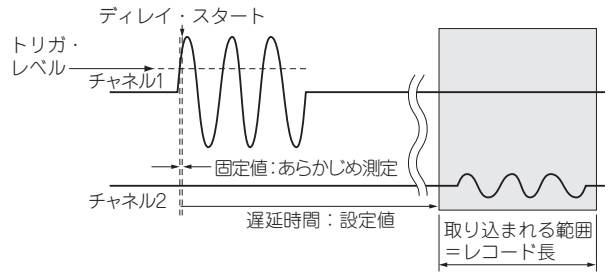 ディレイ・スタート
トリガ・
レベル
チャネル1
固定値：あらかじめ測定
チャネル2
遅延時間：設定値
取り込まれる範囲
＝レコード長